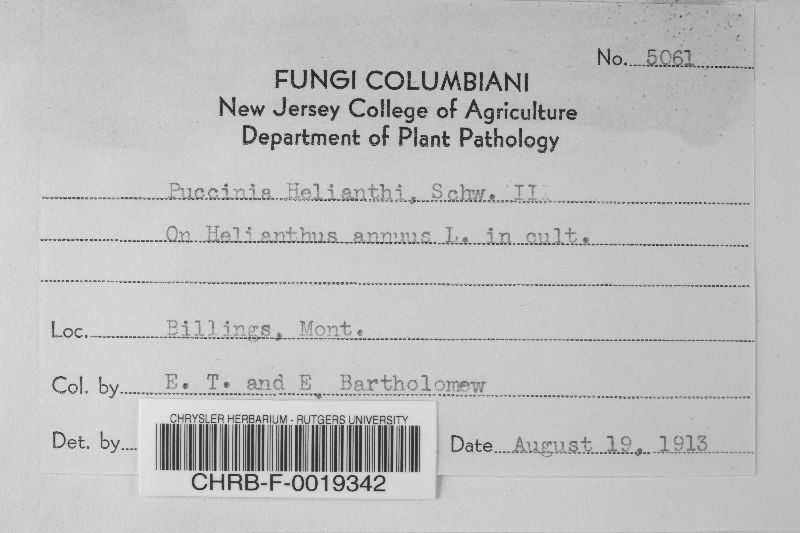 No. 5061
FUNGI COLUMBIANI
New Jersey College of Agriculture
Department of Plant Pathology
Puccinia Helianthi, Schw. III
On Helianthus annuus L. in cult.
Loc. Billings, Mont.
Col. by E. T. and E. Bartholomew
Det. by
Date August 19, 1913
CHRYSLER HERBARIUM - RUTGERS UNIVERSITY
CHRB-F-0019342